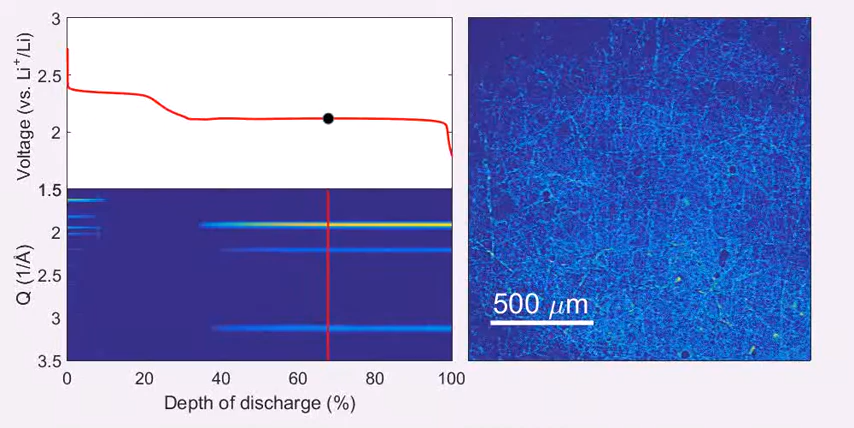 Voltage (vs. Li⁺/Li)
3
2.5
2
1.5
Q (1/Å)
2
2.5
3
3.5
0 20 40 60 80 100
Depth of discharge (%)
500 μm